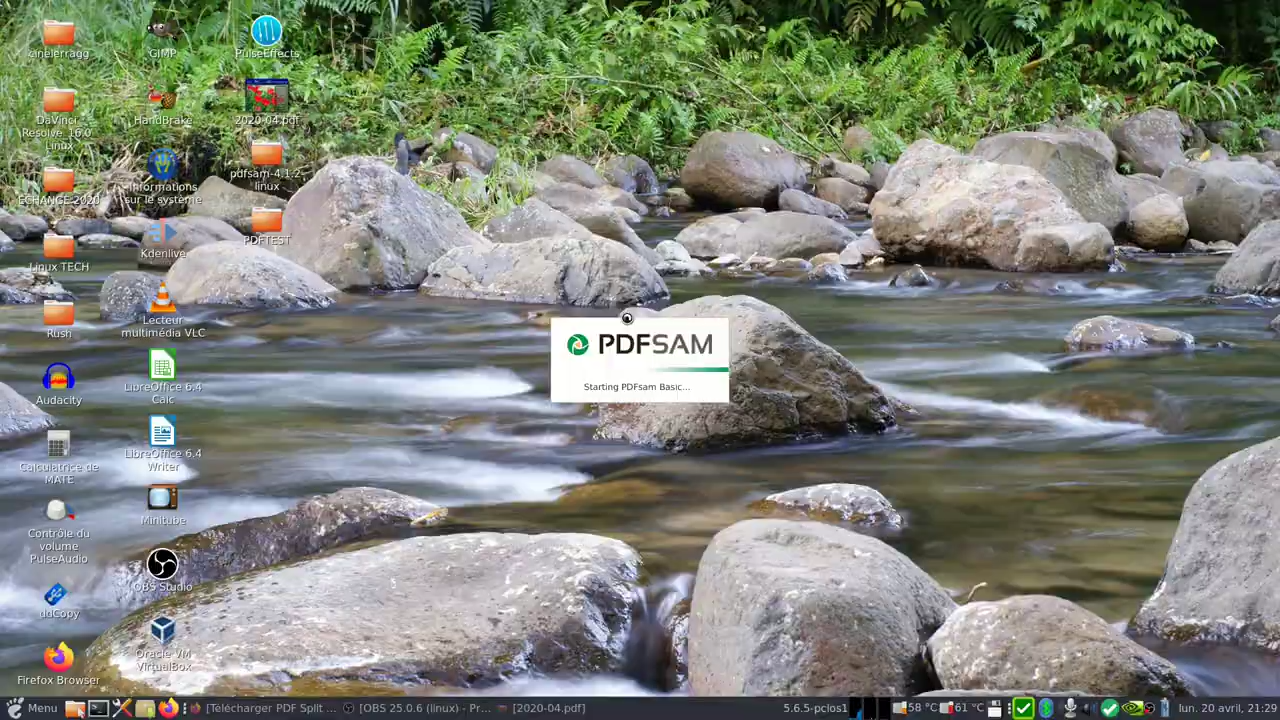 cinelerragg
GIMP
PulseEffects
DaVinci
Resolve_16.0_
Linux
HandBrake
2020-04.pdf
ECHANGE 2020
Informations
sur le système
pdfsam-4.1.2-
linux
Linux TECH
Kdenlive
PDFTEST
Rush
Lecteur
multimédia VLC
PDFSAM
Starting PDFsam Basic...
Audacity
LibreOffice 6.4
Calc
Calculatrice de
MATE
LibreOffice 6.4
Writer
Contrôle du
volume
PulseAudio
Minitube
ddCopy
OBS Studio
Firefox Browser
Oracle VM
VirtualBox
Menu
[Télécharger PDF Split ...
[OBS 25.0.6 (linux) - Pr...
[2020-04.pdf]
5.6.5-pclos1
58 °C
61 °C
lun. 20 avril, 21:29